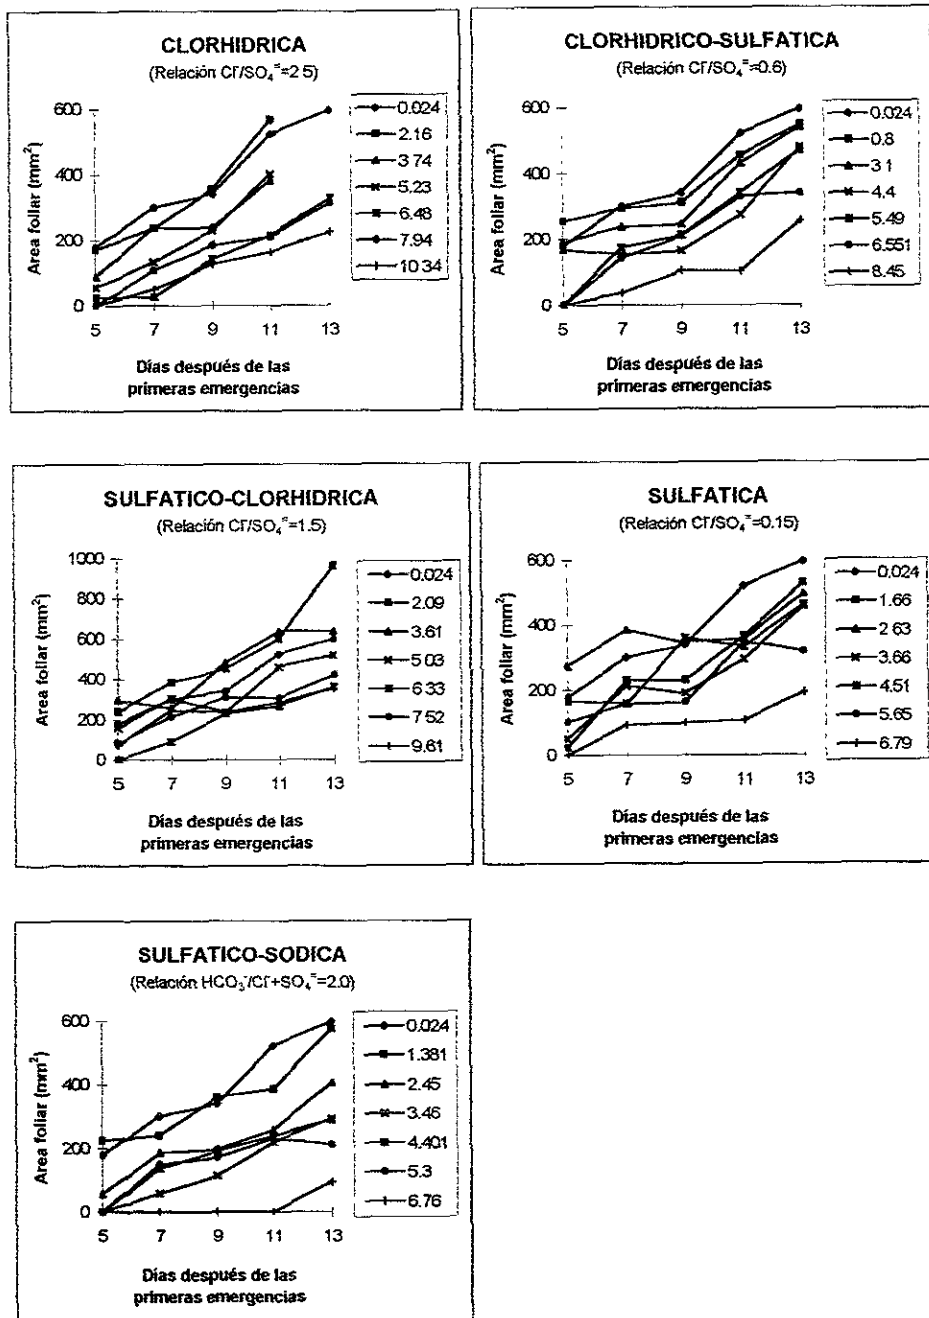 CLORHIDRICA
(Relación Cl⁻/SO₄⁼=2.5)
Area foliar (mm²)
600
400
200
0
5 7 9 11 13
Días después de las
primeras emergencias
0.024
2.16
3.74
5.23
6.48
7.94
10.34
CLORHIDRICO-SULFATICA
(Relación Cl⁻/SO₄⁼=0.6)
Area foliar (mm²)
600
400
200
0
5 7 9 11 13
Días después de las
primeras emergencias
0.024
0.8
3.1
4.4
5.49
6.551
8.45
SULFATICO-CLORHIDRICA
(Relación Cl⁻/SO₄⁼=1.5)
Area foliar (mm²)
1000
800
600
400
200
0
5 7 9 11 13
Días después de las
primeras emergencias
0.024
2.09
3.61
5.03
6.33
7.52
9.61
SULFATICA
(Relación Cl⁻/SO₄⁼=0.15)
Area foliar (mm²)
600
400
200
0
5 7 9 11 13
Días después de las
primeras emergencias
0.024
1.66
2.63
3.66
4.51
5.65
6.79
SULFATICO-SODICA
(Relación HCO₃⁻/Cl⁻+SO₄⁼=2.0)
Area foliar (mm²)
600
400
200
0
5 7 9 11 13
Días después de las
primeras emergencias
0.024
1.381
2.45
3.46
4.401
5.3
6.76